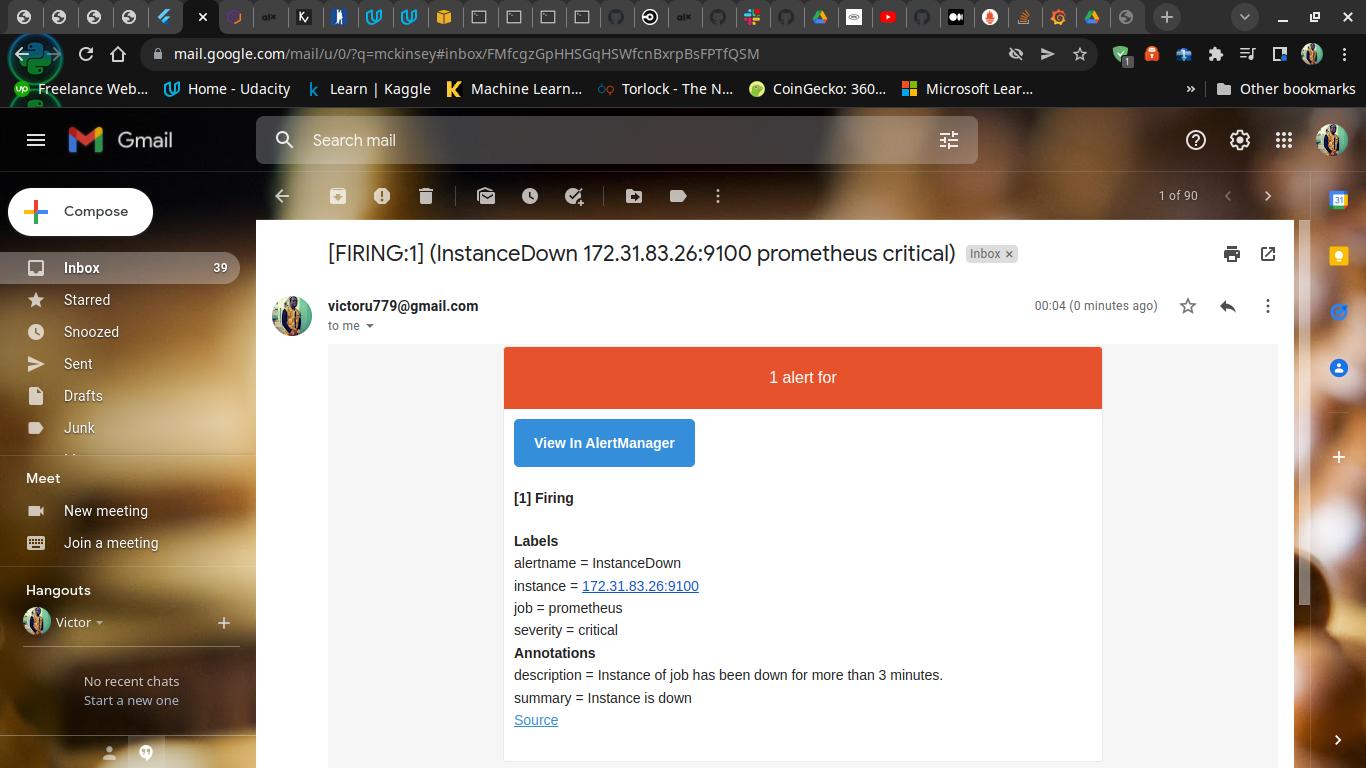 mail.google.com/mail/u/0/?q=mckinsey#inbox/FMfcgzGpHHSGqHSWfcnBxrpBsFPTfQSM
1
Freelance Web...
Home - Udacity
Learn | Kaggle
Machine Learn...
Torlock - The N...
CoinGecko: 360...
Microsoft Lear...
»
Other bookmarks
Gmail
Search mail
Compose
1 of 90
Inbox 39
Starred
Snoozed
Sent
Drafts
Junk
Meet
New meeting
Join a meeting
Hangouts
Victor
No recent chats
Start a new one
[FIRING:1] (InstanceDown 172.31.83.26:9100 prometheus critical) Inbox ×
victoru779@gmail.com 00:04 (0 minutes ago)
to me
1 alert for
View In AlertManager
[1] Firing
Labels
alertname = InstanceDown
instance = 172.31.83.26:9100
job = prometheus
severity = critical
Annotations
description = Instance of job has been down for more than 3 minutes.
summary = Instance is down
Source
31